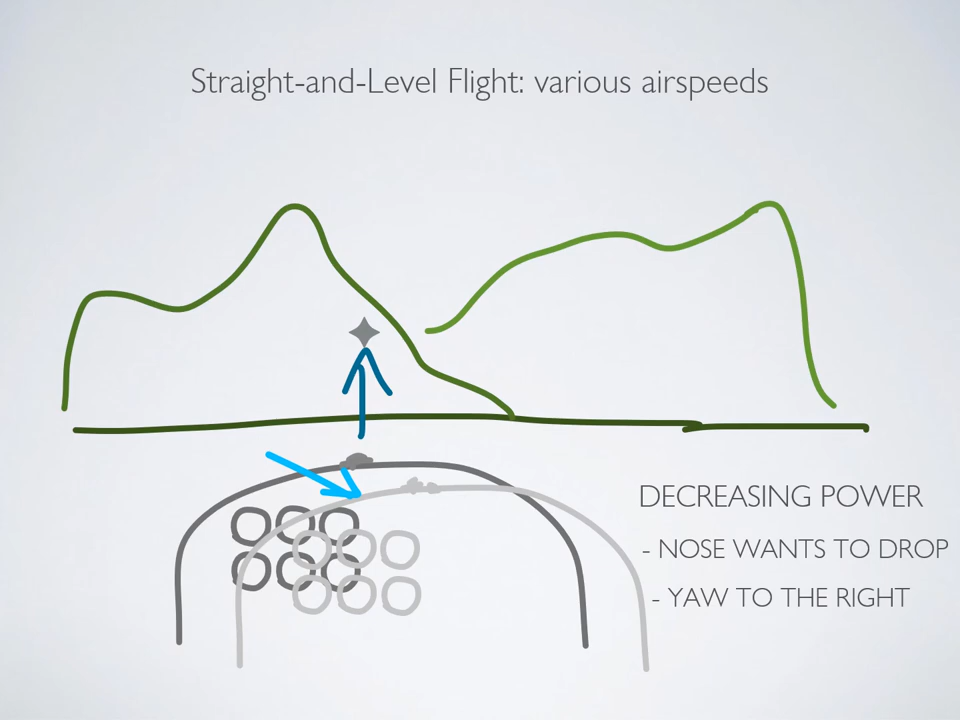 Straight-and-Level Flight: various airspeeds
DECREASING POWER
- NOSE WANTS TO DROP
- YAW TO THE RIGHT